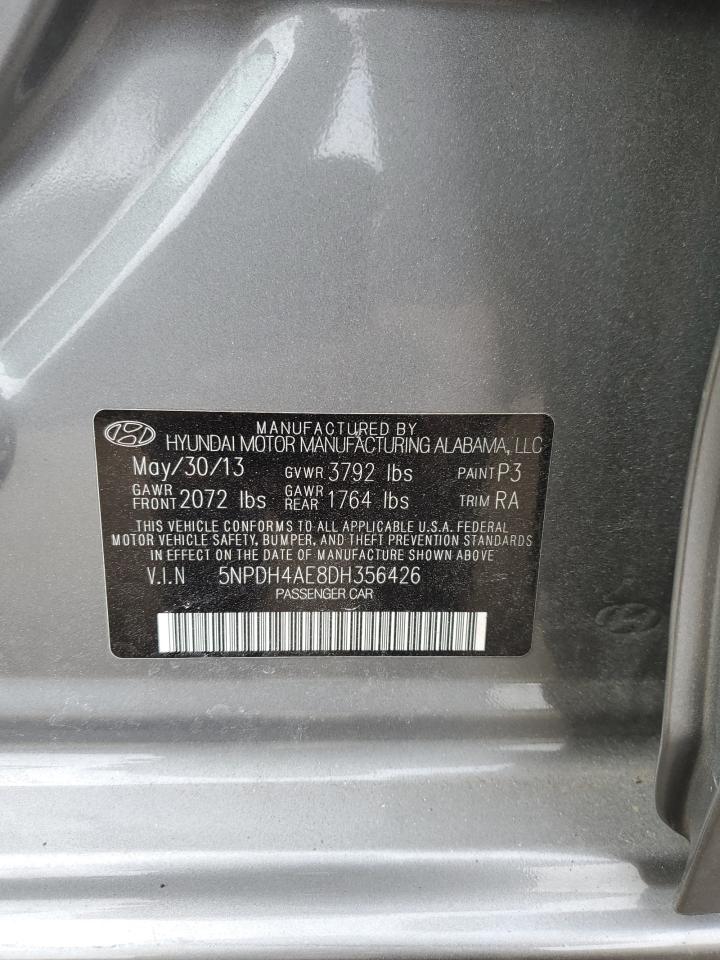 MANUFACTURED BY
HYUNDAI MOTOR MANUFACTURING ALABAMA, LLC
May/30/13 GVWR 3792 lbs PAINT P3
GAWR FRONT 2072 lbs GAWR REAR 1764 lbs TRIM RA
THIS VEHICLE CONFORMS TO ALL APPLICABLE U.S.A. FEDERAL
MOTOR VEHICLE SAFETY, BUMPER, AND THEFT PREVENTION STANDARDS
IN EFFECT ON THE DATE OF MANUFACTURE SHOWN ABOVE
V.I.N 5NPDH4AE8DH356426
PASSENGER CAR